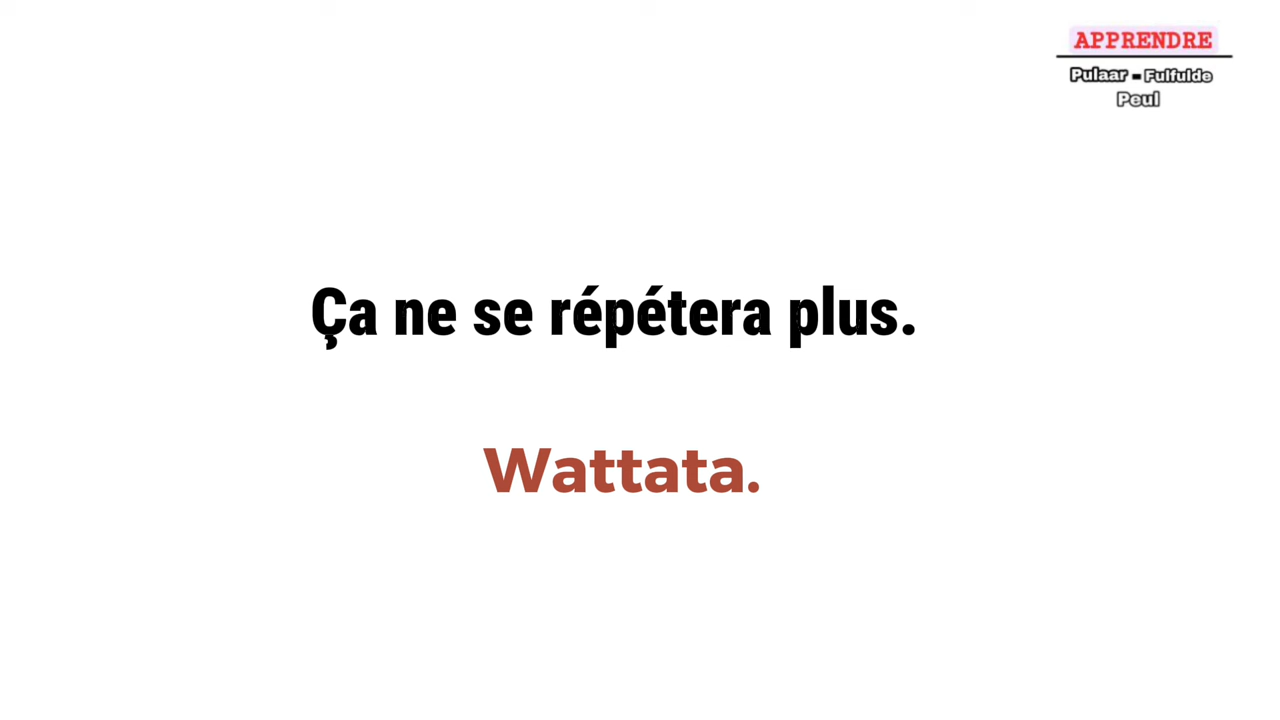 APPRENDRE
Pulaar - Fulfulde
Peul
Ça ne se répétera plus.
Wattata.